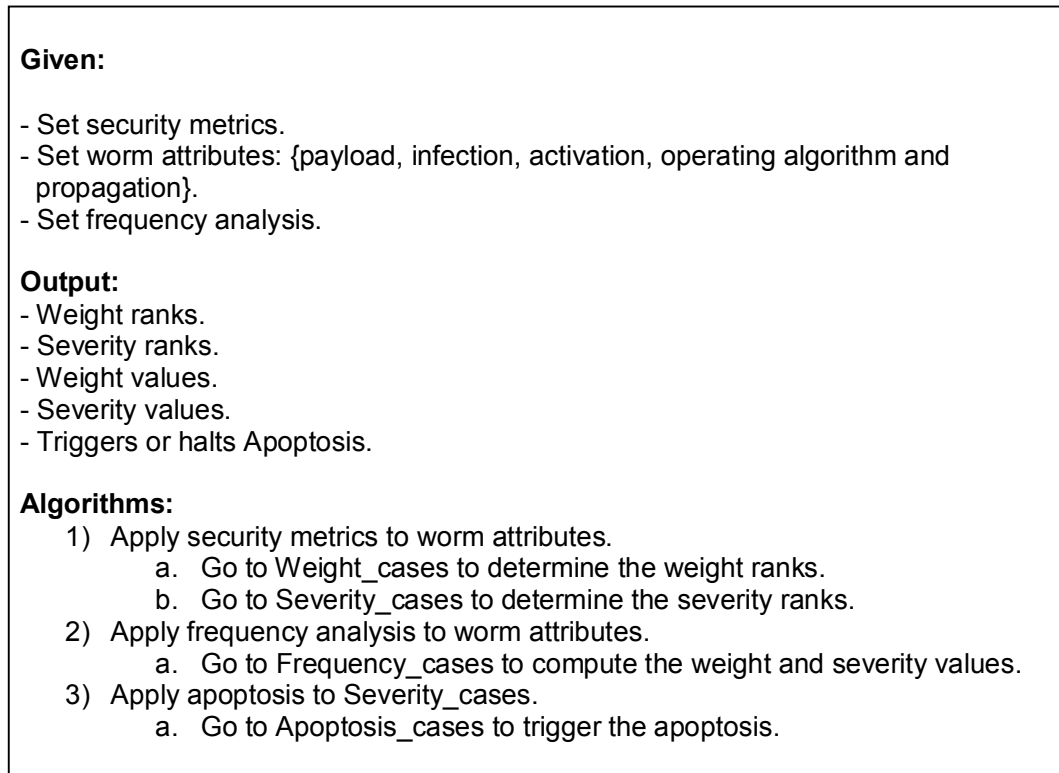 Given:
- Set security metrics.
- Set worm attributes: {payload, infection, activation, operating algorithm and
propagation}.
- Set frequency analysis.
Output:
- Weight ranks.
- Severity ranks.
- Weight values.
- Severity values.
- Triggers or halts Apoptosis.
Algorithms:
1) Apply security metrics to worm attributes.
a. Go to Weight_cases to determine the weight ranks.
b. Go to Severity_cases to determine the severity ranks.
2) Apply frequency analysis to worm attributes.
a. Go to Frequency_cases to compute the weight and severity values.
3) Apply apoptosis to Severity_cases.
a. Go to Apoptosis_cases to trigger the apoptosis.